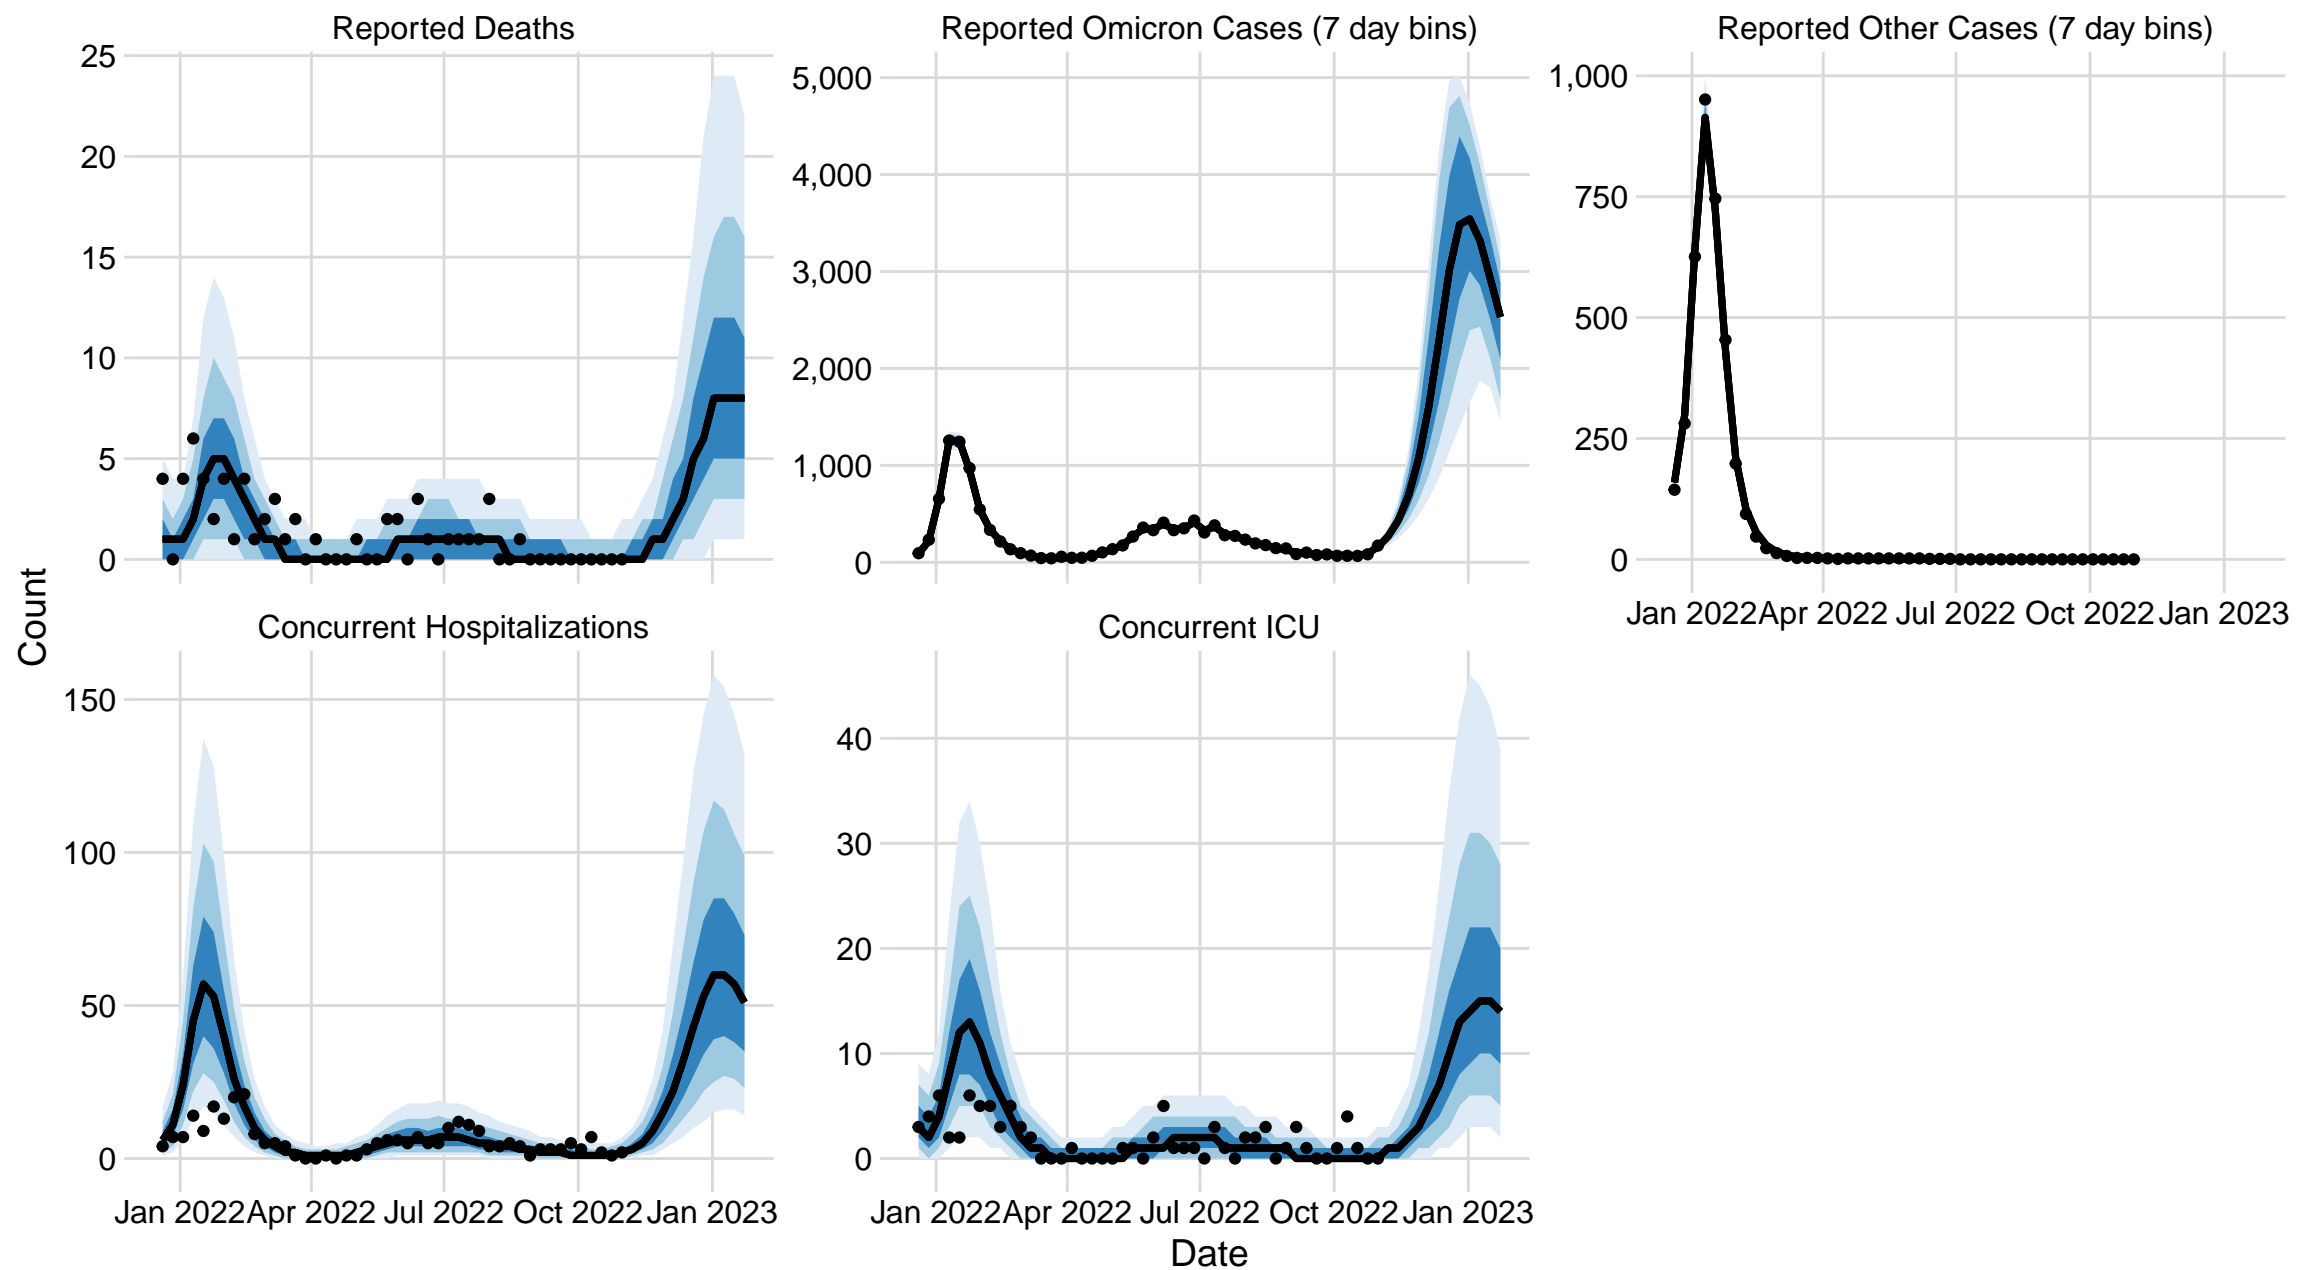 Reported Deaths
Reported Omicron Cases (7 day bins)
Reported Other Cases (7 day bins)
25
20
15
10
5
0
5,000
4,000
3,000
2,000
1,000
0
1,000
750
500
250
0
Jan 2022 Apr 2022 Jul 2022 Oct 2022 Jan 2023
Count
Concurrent Hospitalizations
Concurrent ICU
150
100
50
0
40
30
20
10
0
Jan 2022 Apr 2022 Jul 2022 Oct 2022 Jan 2023
Jan 2022 Apr 2022 Jul 2022 Oct 2022 Jan 2023
Date